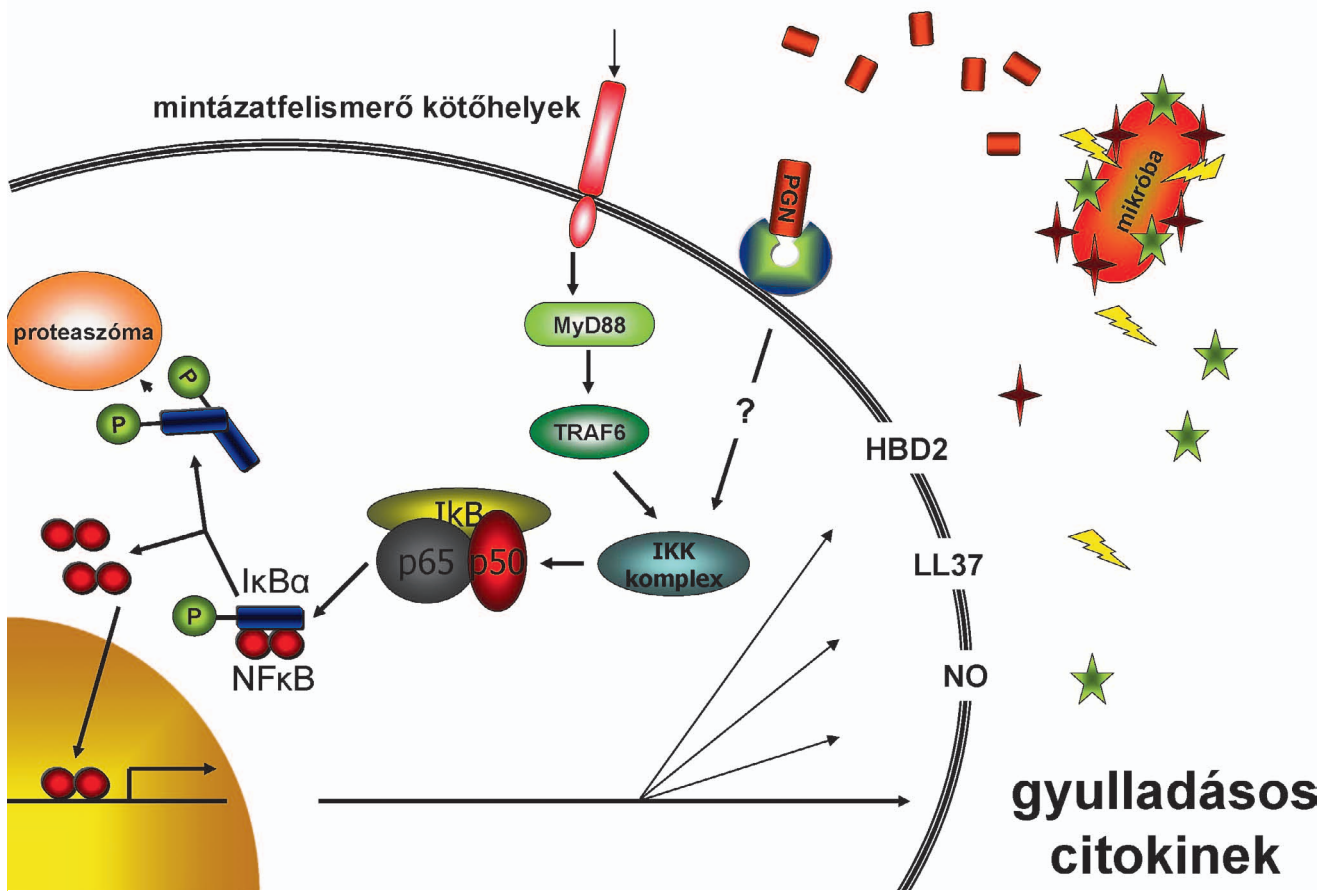 mintázatfelismerő kötőhelyek
PGN
mikróba
proteaszóma
MyD88
P
P
?
TRAF6
HBD2
IkB
p65
p50
IKK
komplex
LL37
IκBα
P
NFκB
NO
gyulladásos
citokinek